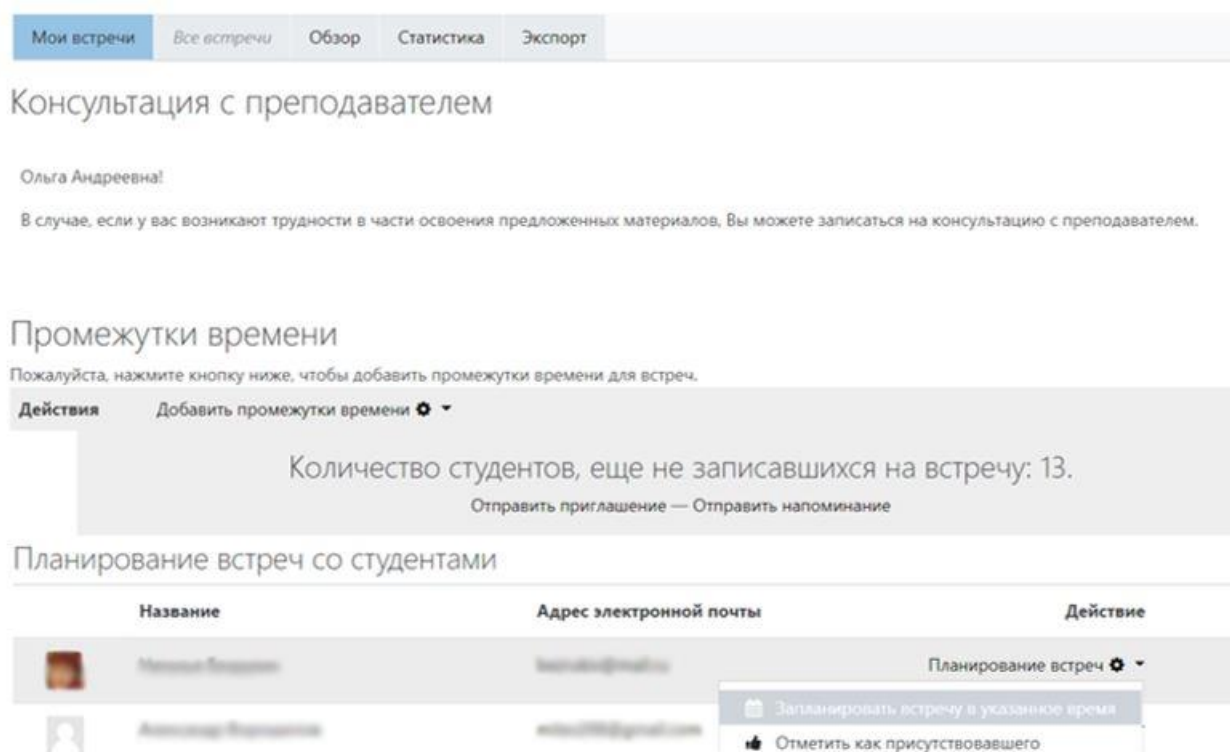 Мои встречи Все встречи Обзор Статистика Экспорт
Консультация с преподавателем
Ольга Андреевна!
В случае, если у вас возникают трудности в части освоения предложенных материалов, Вы можете записаться на консультацию с преподавателем.
Промежутки времени
Пожалуйста, нажмите кнопку ниже, чтобы добавить промежутки времени для встреч.
Действия Добавить промежутки времени
Количество студентов, еще не записавшихся на встречу: 13.
Отправить приглашение — Отправить напоминание
Планирование встреч со студентами
Название Адрес электронной почты Действие
Планирование встреч
Запланировать встречу в указанное время
Отметить как присутствовавшего